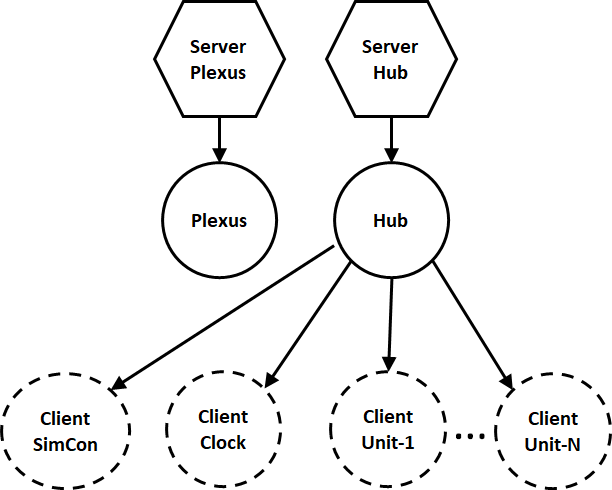 Server
Plexus
Server
Hub
Plexus
Hub
Client
SimCon
Client
Clock
Client
Unit-1
...
Client
Unit-N